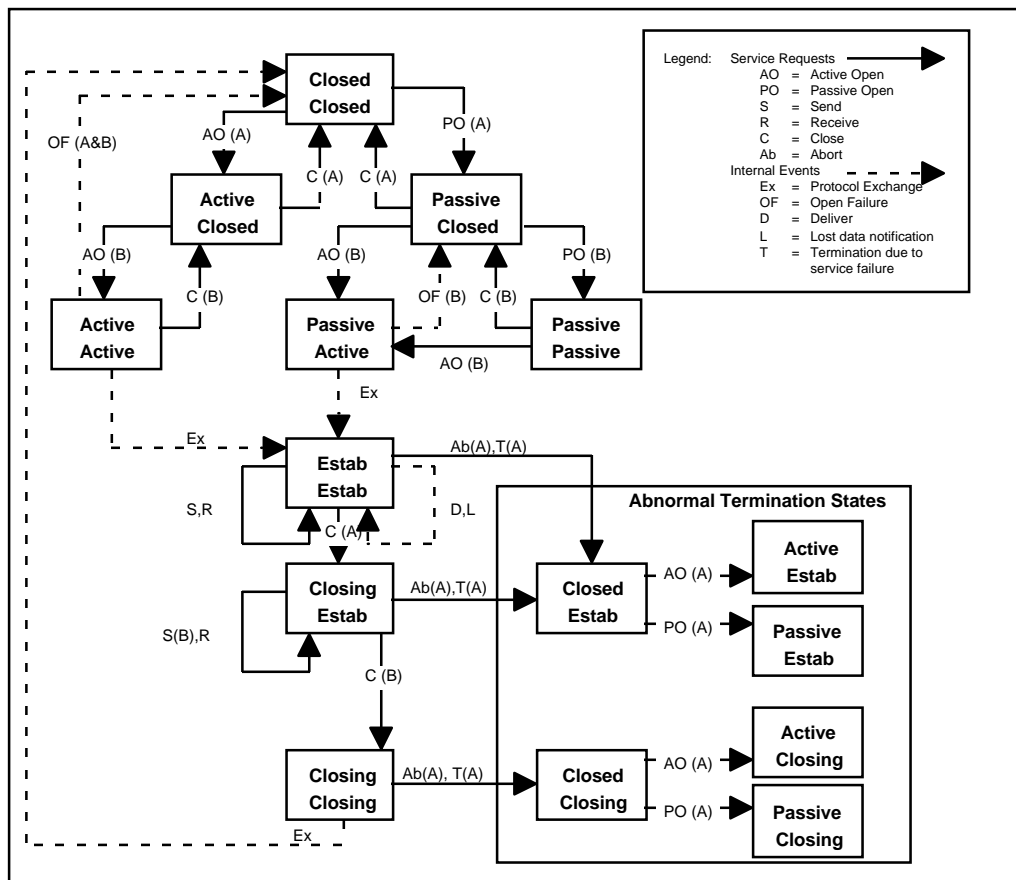 Legend: Service Requests
AO = Active Open
PO = Passive Open
S = Send
R = Receive
C = Close
Ab = Abort
Internal Events
Ex = Protocol Exchange
OF = Open Failure
D = Deliver
L = Lost data notification
T = Termination due to
service failure
Closed
Closed
OF (A&B)
AO (A)
PO (A)
C (A)
C (A)
Active
Closed
Passive
Closed
AO (B)
C (B)
AO (B)
OF (B)
C (B)
PO (B)
Active
Active
Passive
Active
Passive
Passive
AO (B)
Ex
Ex
Estab
Estab
Ab(A),T(A)
S,R
D,L
C (A)
Abnormal Termination States
Closing
Estab
Ab(A),T(A)
Closed
Estab
AO (A)
Active
Estab
PO (A)
Passive
Estab
S(B),R
C (B)
Closing
Closing
Ab(A), T(A)
Closed
Closing
AO (A)
Active
Closing
PO (A)
Passive
Closing
Ex